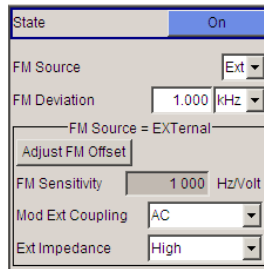 State On
FM Source Ext
FM Deviation 1.000 kHz
FM Source = EXTernal
Adjust FM Offset
FM Sensitivity 1 000 Hz/Volt
Mod Ext Coupling AC
Ext Impedance High